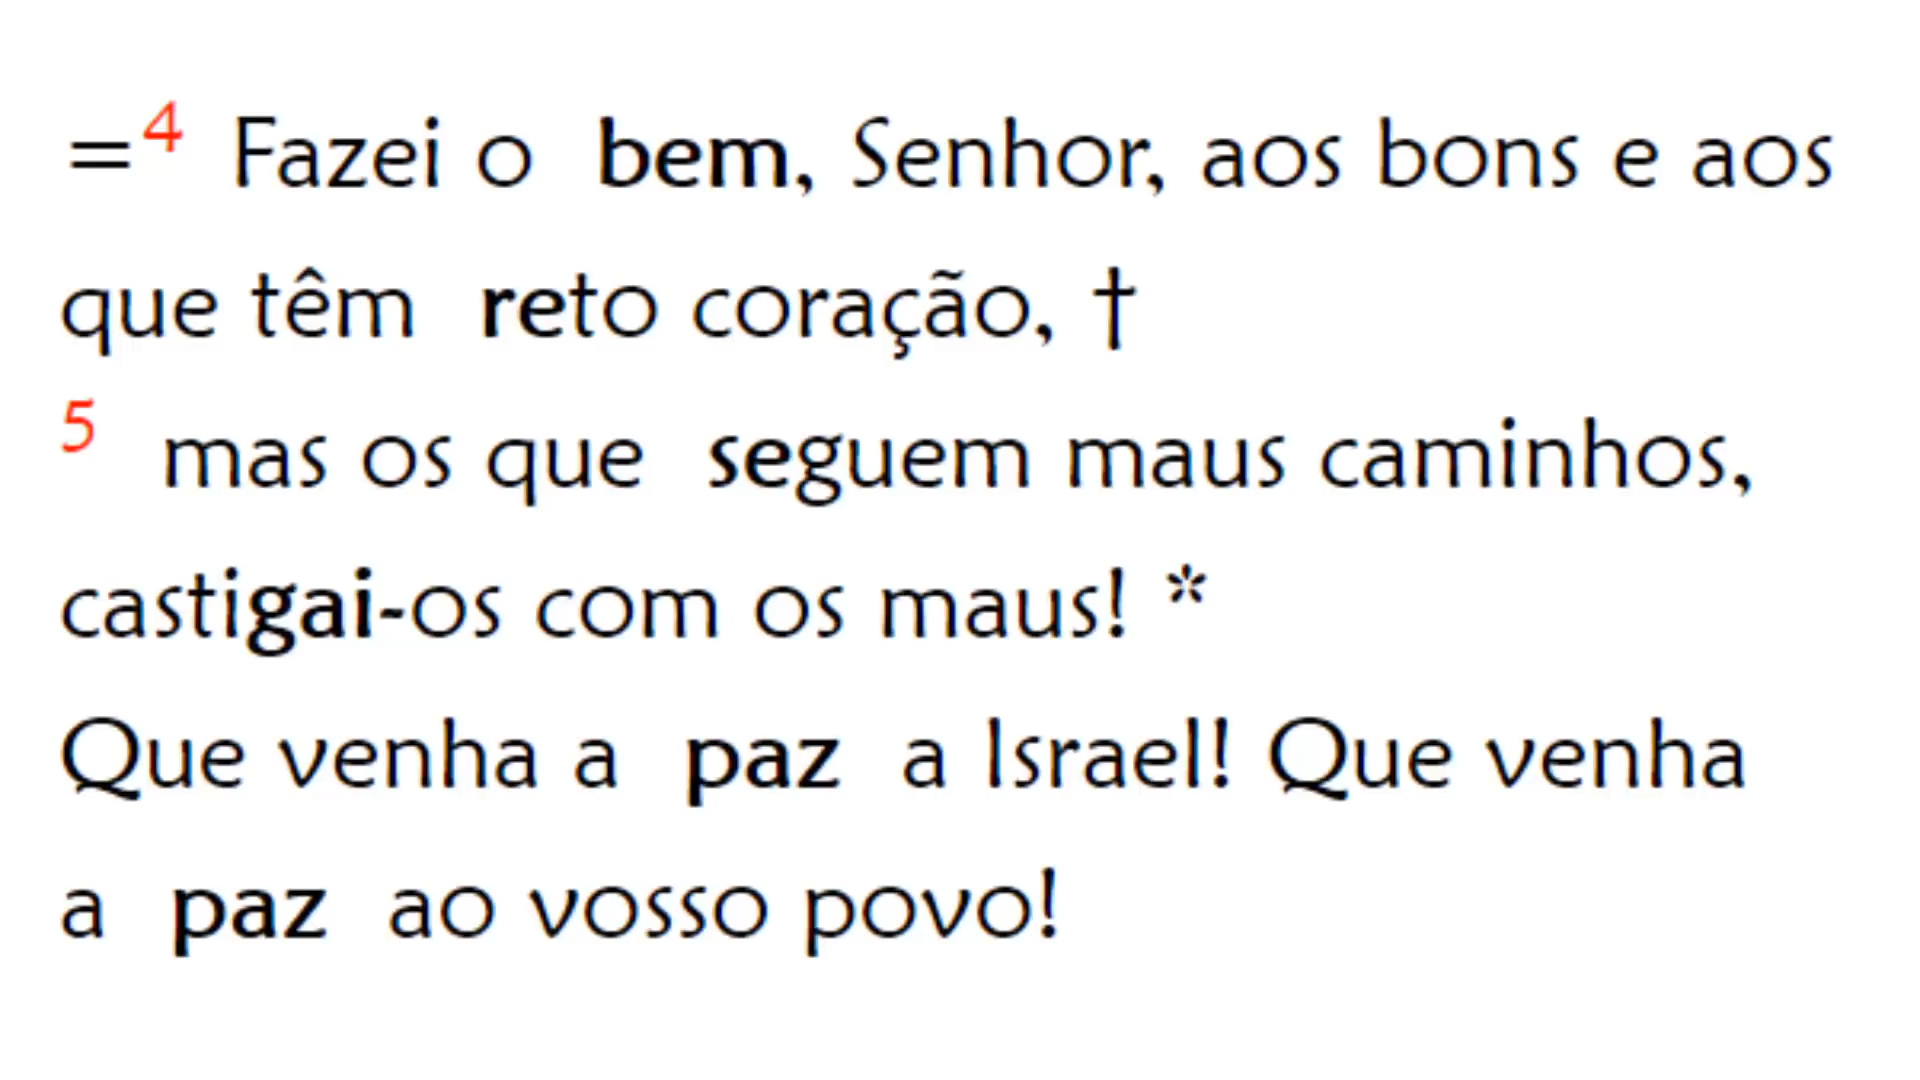 =4 Fazei o bem, Senhor, aos bons e aos
que têm reto coração, †
5 mas os que seguem maus caminhos,
castigai-os com os maus! *
Que venha a paz a Israel! Que venha
a paz ao vosso povo!